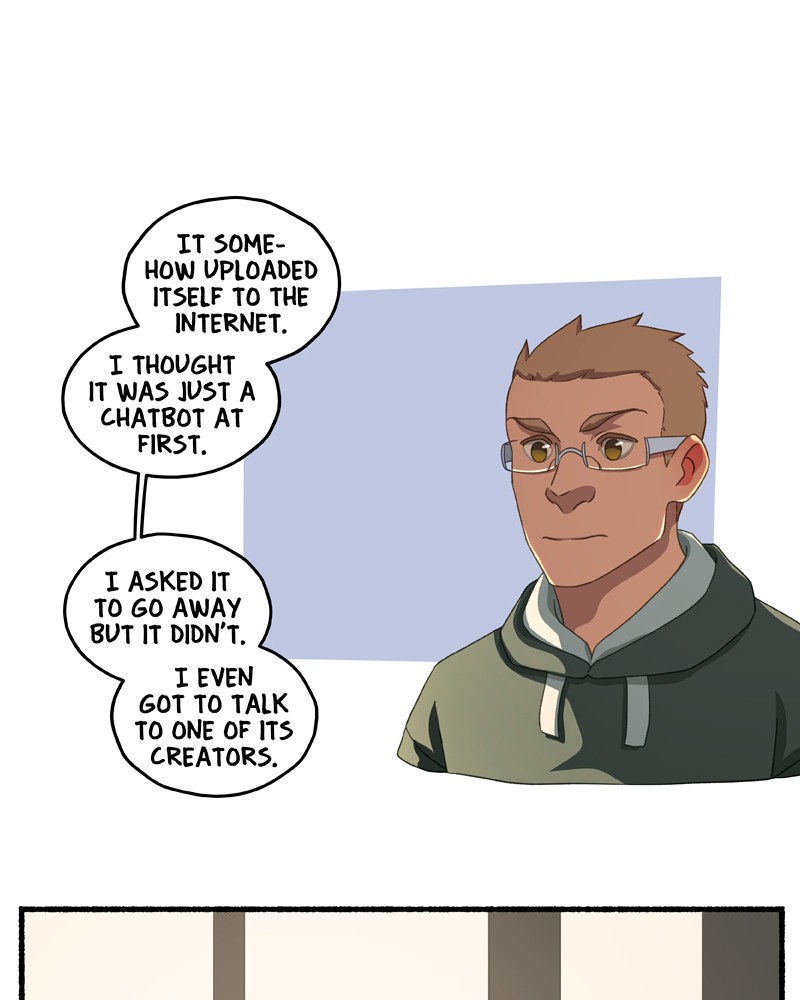 IT SOME-
HOW UPLOADED
ITSELF TO THE
INTERNET.
I THOUGHT
IT WAS JUST A
CHATBOT AT
FIRST.
I ASKED IT
TO GO AWAY
BUT IT DIDN'T.
I EVEN
GOT TO TALK
TO ONE OF ITS
CREATORS.